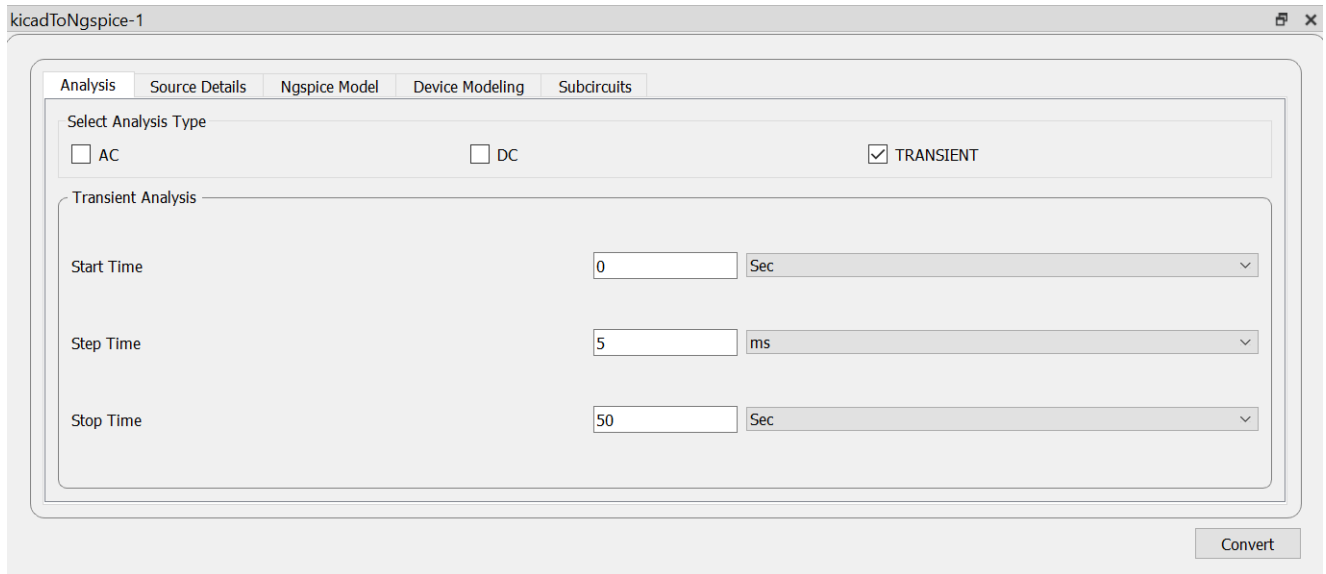 kicadToNgspice-1
Analysis Source Details Ngspice Model Device Modeling Subcircuits
Select Analysis Type
AC DC TRANSIENT
Transient Analysis
Start Time 0 Sec
Step Time 5 ms
Stop Time 50 Sec
Convert